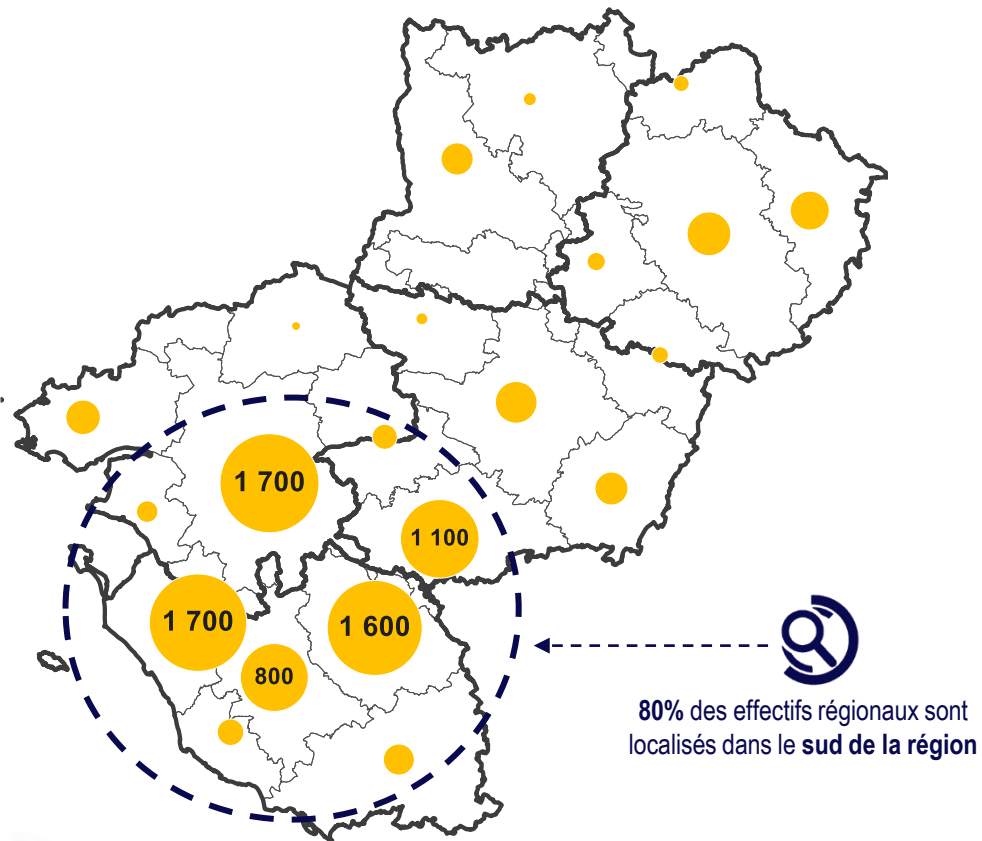 1 700
1 100
1 700
1 600
800
80% des effectifs régionaux sont
localisés dans le sud de la région